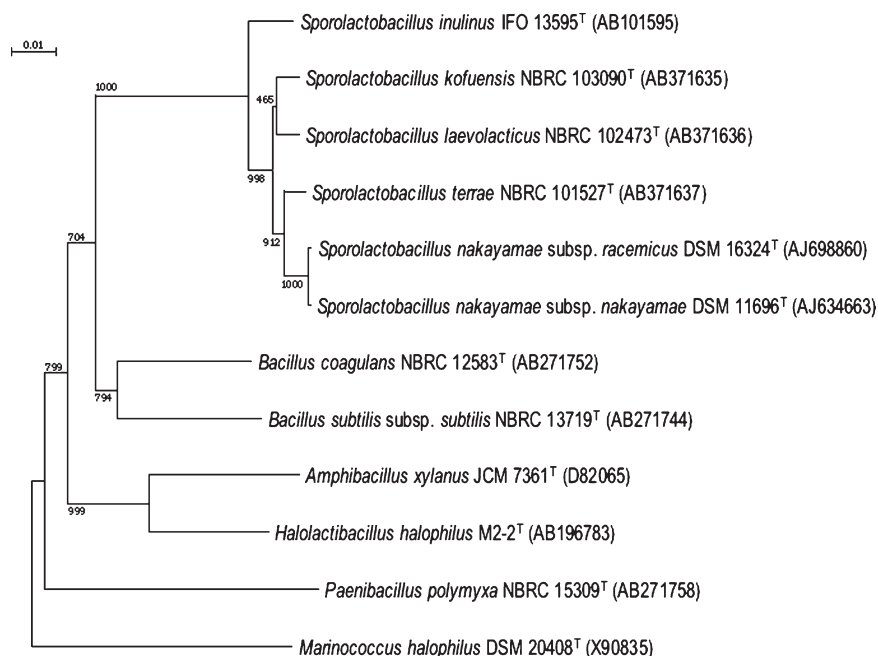 Sporolactobacillus inulinus IFO 13595ᵀ (AB101595)
0.01
Sporolactobacillus kofuensis NBRC 103090ᵀ (AB371635)
1000
465
Sporolactobacillus laevolacticus NBRC 102473ᵀ (AB371636)
998
Sporolactobacillus terrae NBRC 101527ᵀ (AB371637)
704
912
Sporolactobacillus nakayamae subsp. racemicus DSM 16324ᵀ (AJ698860)
1000
Sporolactobacillus nakayamae subsp. nakayamae DSM 11696ᵀ (AJ634663)
Bacillus coagulans NBRC 12583ᵀ (AB271752)
799
794
Bacillus subtilis subsp. subtilis NBRC 13719ᵀ (AB271744)
Amphibacillus xylanus JCM 7361ᵀ (D82065)
999
Halolactibacillus halophilus M2-2ᵀ (AB196783)
Paenibacillus polymyxa NBRC 15309ᵀ (AB271758)
Marinococcus halophilus DSM 20408ᵀ (X90835)